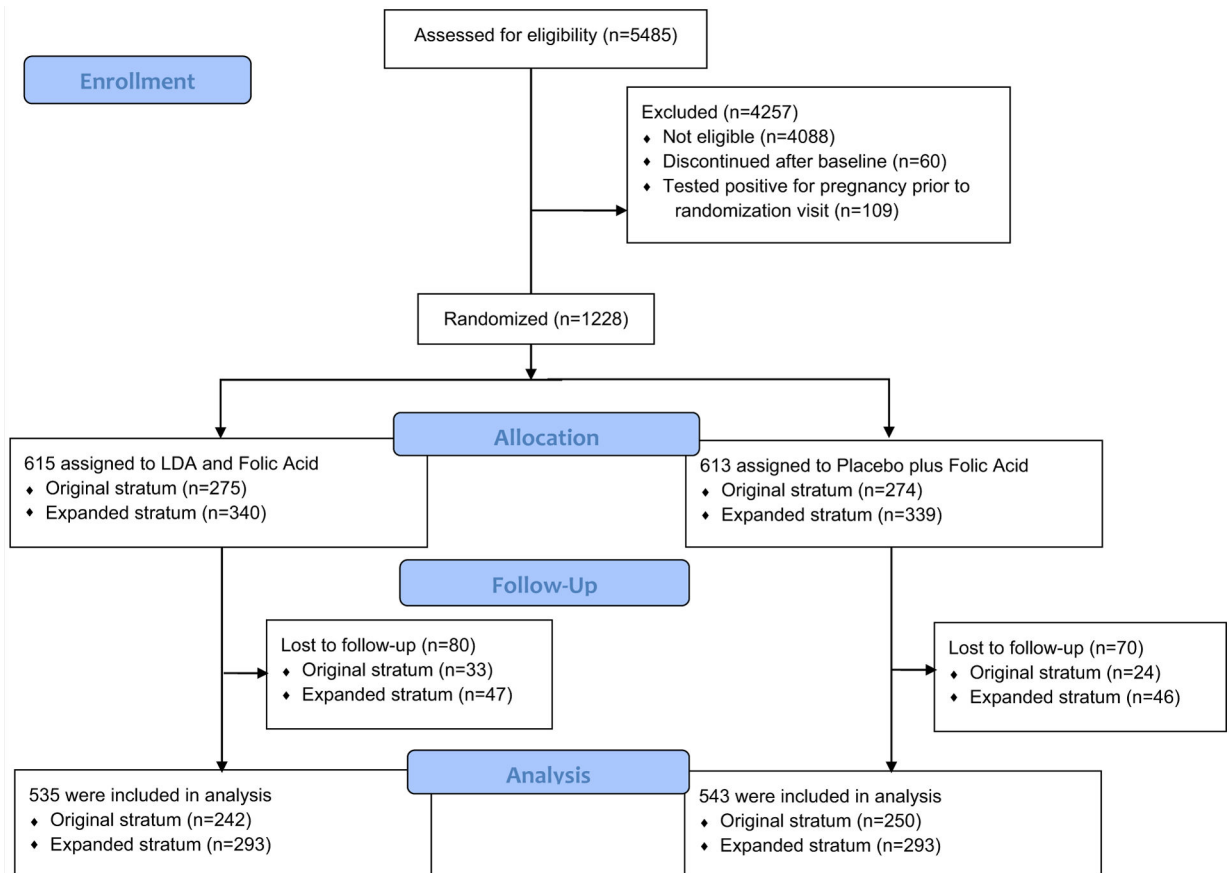 Assessed for eligibility (n=5485)
Enrollment
Excluded (n=4257)
♦ Not eligible (n=4088)
♦ Discontinued after baseline (n=60)
♦ Tested positive for pregnancy prior to
randomization visit (n=109)
Randomized (n=1228)
Allocation
615 assigned to LDA and Folic Acid
♦ Original stratum (n=275)
♦ Expanded stratum (n=340)
613 assigned to Placebo plus Folic Acid
♦ Original stratum (n=274)
♦ Expanded stratum (n=339)
Follow-Up
Lost to follow-up (n=80)
♦ Original stratum (n=33)
♦ Expanded stratum (n=47)
Lost to follow-up (n=70)
♦ Original stratum (n=24)
♦ Expanded stratum (n=46)
Analysis
535 were included in analysis
♦ Original stratum (n=242)
♦ Expanded stratum (n=293)
543 were included in analysis
♦ Original stratum (n=250)
♦ Expanded stratum (n=293)